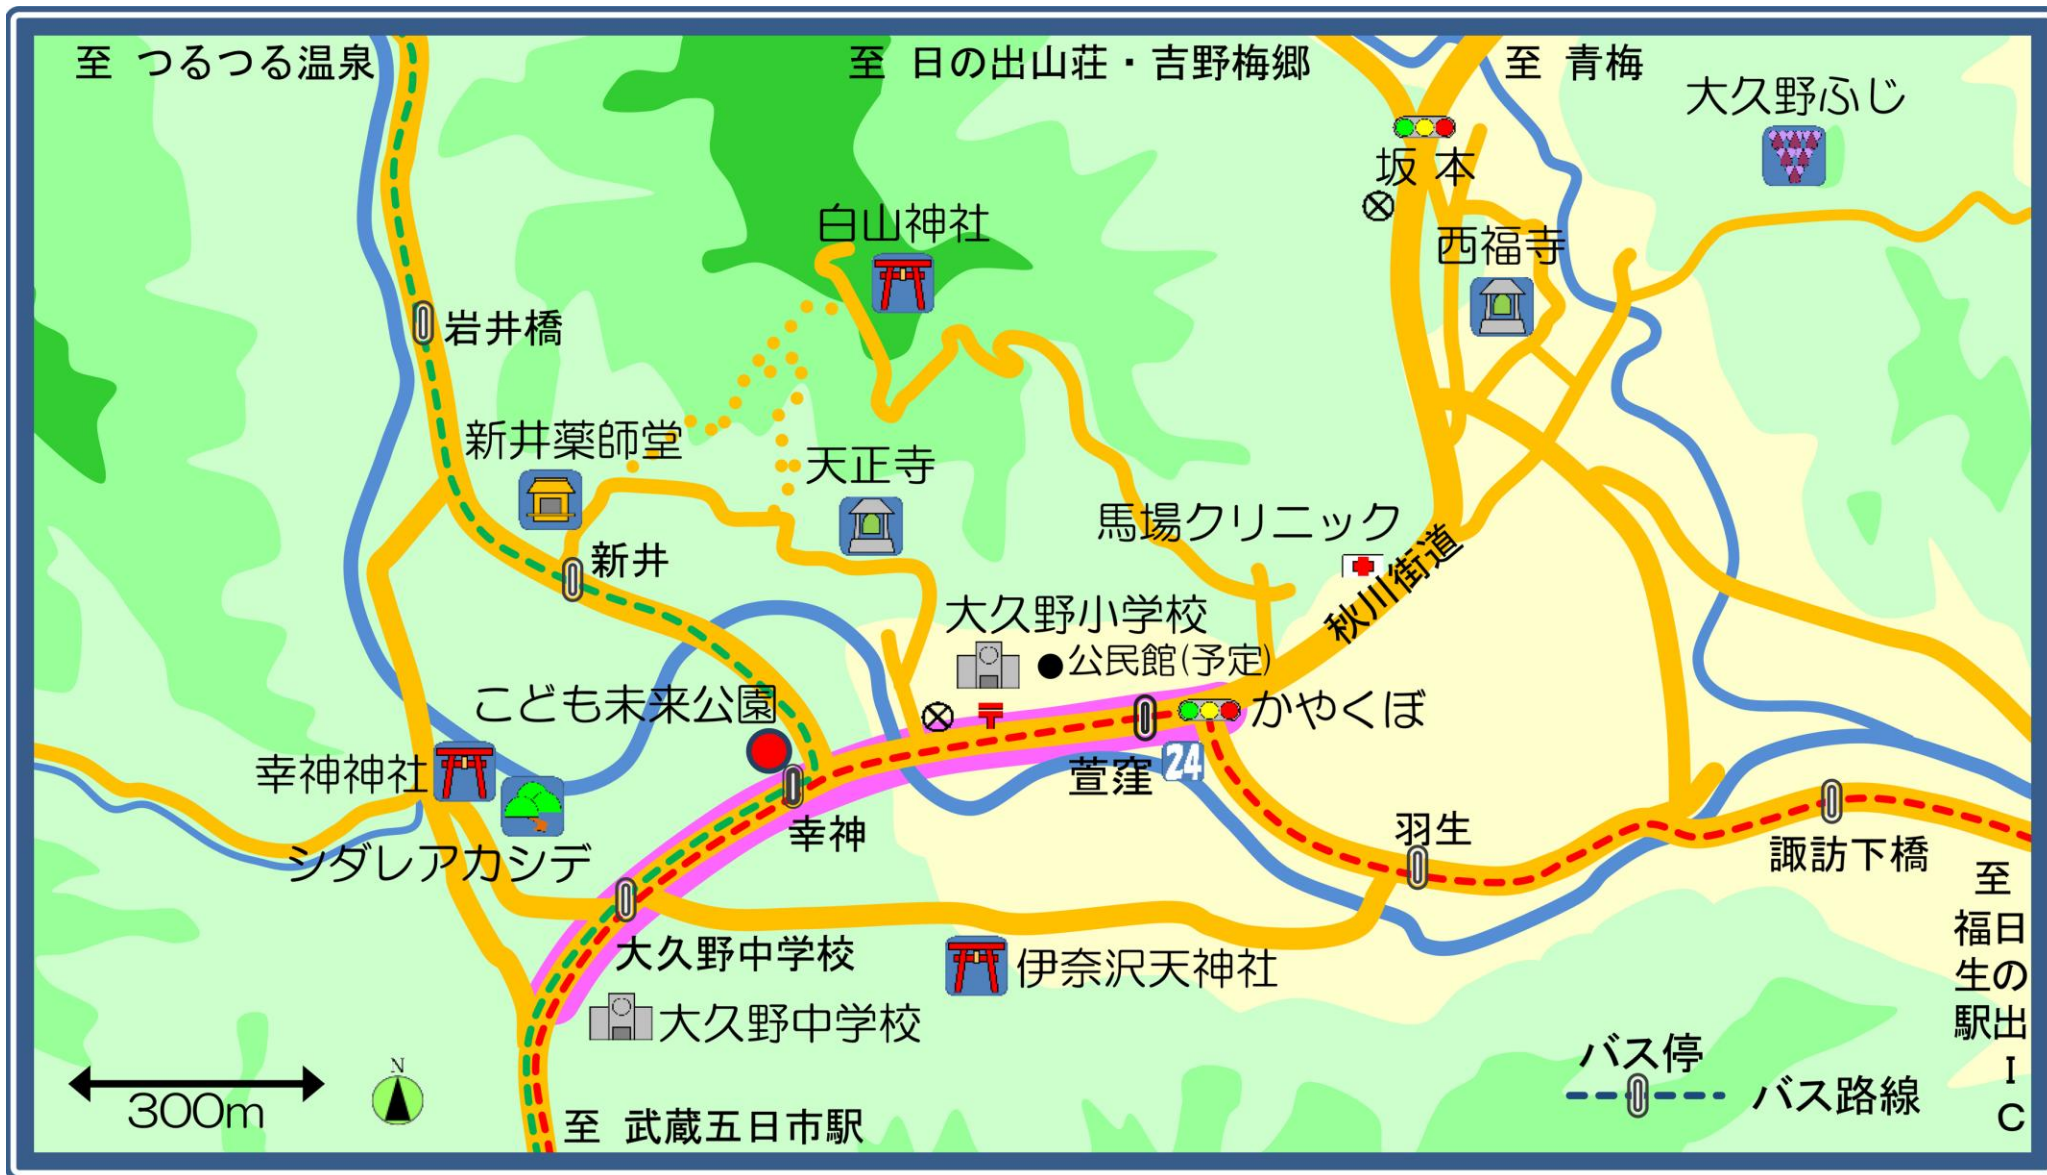 至 つるつる温泉
至 日の出山荘・吉野梅郷
至 青梅
大久野ふじ
坂本
白山神社
西福寺
岩井橋
新井薬師堂
天正寺
馬場クリニック
秋川街道
新井
大久野小学校
●公民館(予定)
こども未来公園
かやくぼ
幸神神社
萱窪
24
幸神
羽生
諏訪下橋
シダレアカシデ
大久野中学校
伊奈沢天神社
大久野中学校
至
日の出IC
福生駅
バス停
バス路線
N
300m
至 武蔵五日市駅